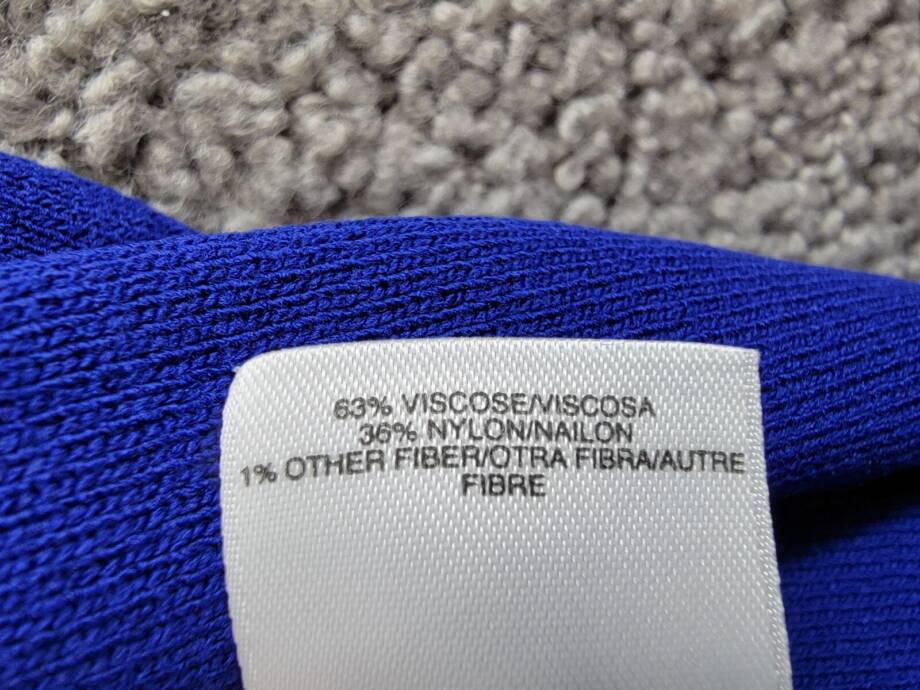 63% VISCOSE/VISCOSA
36% NYLON/NAILON
1% OTHER FIBER/OTRA FIBRA/AUTRE
FIBRE